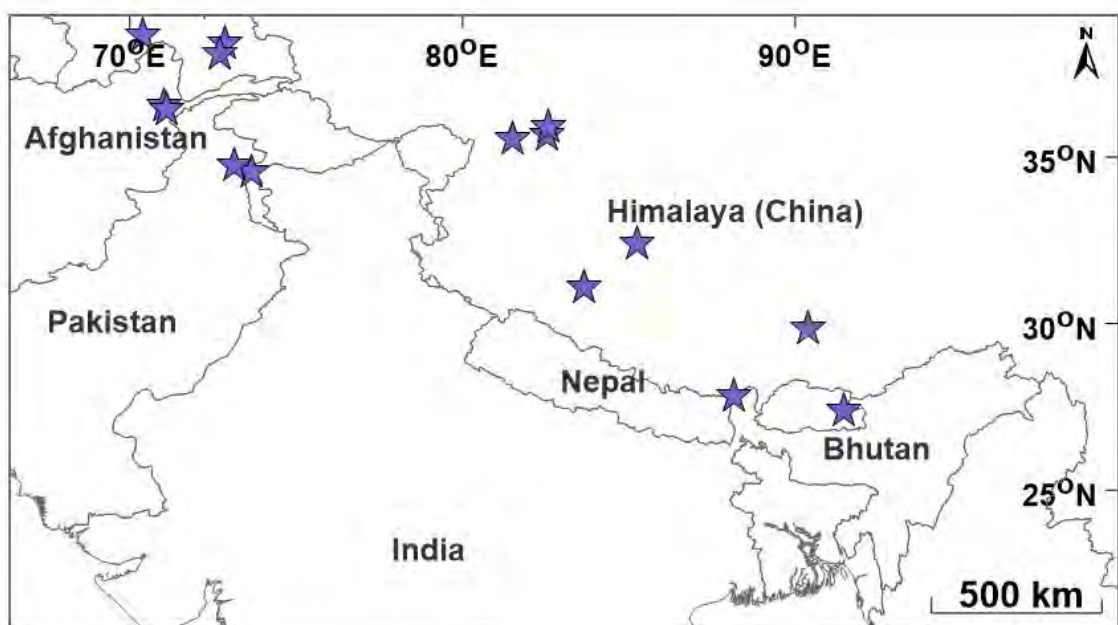 N
70°E
80°E
90°E
Afghanistan
35°N
Himalaya (China)
Pakistan
30°N
Nepal
Bhutan
25°N
India
500 km